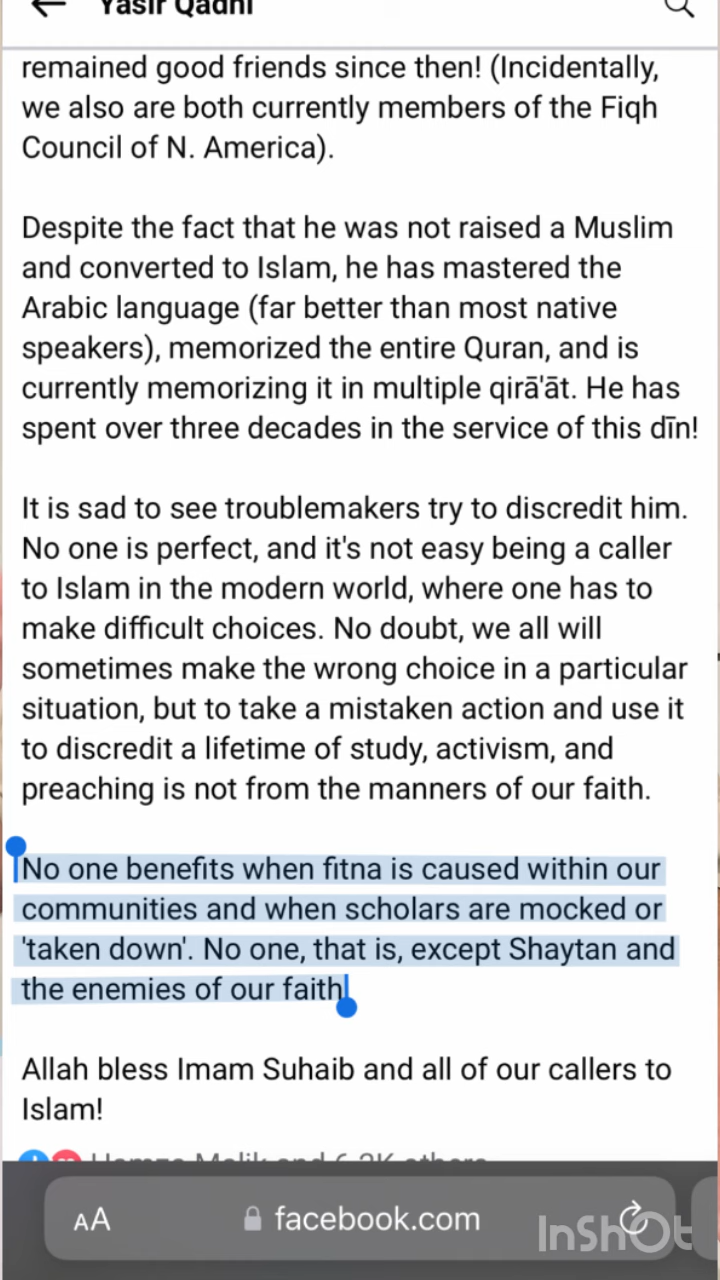 Yasir Qadhi
remained good friends since then! (Incidentally,
we also are both currently members of the Fiqh
Council of N. America).
Despite the fact that he was not raised a Muslim
and converted to Islam, he has mastered the
Arabic language (far better than most native
speakers), memorized the entire Quran, and is
currently memorizing it in multiple qirā'āt. He has
spent over three decades in the service of this dīn!
It is sad to see troublemakers try to discredit him.
No one is perfect, and it's not easy being a caller
to Islam in the modern world, where one has to
make difficult choices. No doubt, we all will
sometimes make the wrong choice in a particular
situation, but to take a mistaken action and use it
to discredit a lifetime of study, activism, and
preaching is not from the manners of our faith.
No one benefits when fitna is caused within our
communities and when scholars are mocked or
'taken down'. No one, that is, except Shaytan and
the enemies of our faith
Allah bless Imam Suhaib and all of our callers to
Islam!
Hamza Malik and others
AA facebook.com
InShOt